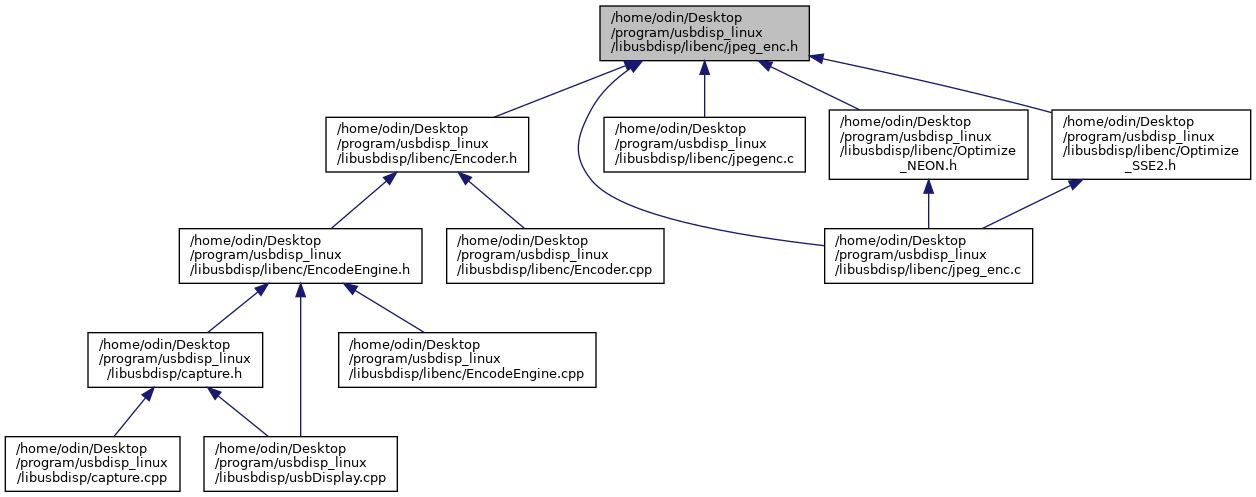 /home/odin/Desktop
/program/usbdisp_linux
/libusbdisp/libenc/jpeg_enc.h
/home/odin/Desktop
/program/usbdisp_linux
/libusbdisp/libenc/Encoder.h
/home/odin/Desktop
/program/usbdisp_linux
/libusbdisp/libenc/jpegenc.c
/home/odin/Desktop
/program/usbdisp_linux
/libusbdisp/libenc/Optimize
_NEON.h
/home/odin/Desktop
/program/usbdisp_linux
/libusbdisp/libenc/Optimize
_SSE2.h
/home/odin/Desktop
/program/usbdisp_linux
/libusbdisp/libenc/EncodeEngine.h
/home/odin/Desktop
/program/usbdisp_linux
/libusbdisp/libenc/Encoder.cpp
/home/odin/Desktop
/program/usbdisp_linux
/libusbdisp/libenc/jpeg_enc.c
/home/odin/Desktop
/program/usbdisp_linux
/libusbdisp/capture.h
/home/odin/Desktop
/program/usbdisp_linux
/libusbdisp/libenc/EncodeEngine.cpp
/home/odin/Desktop
/program/usbdisp_linux
/libusbdisp/capture.cpp
/home/odin/Desktop
/program/usbdisp_linux
/libusbdisp/usbDisplay.cpp